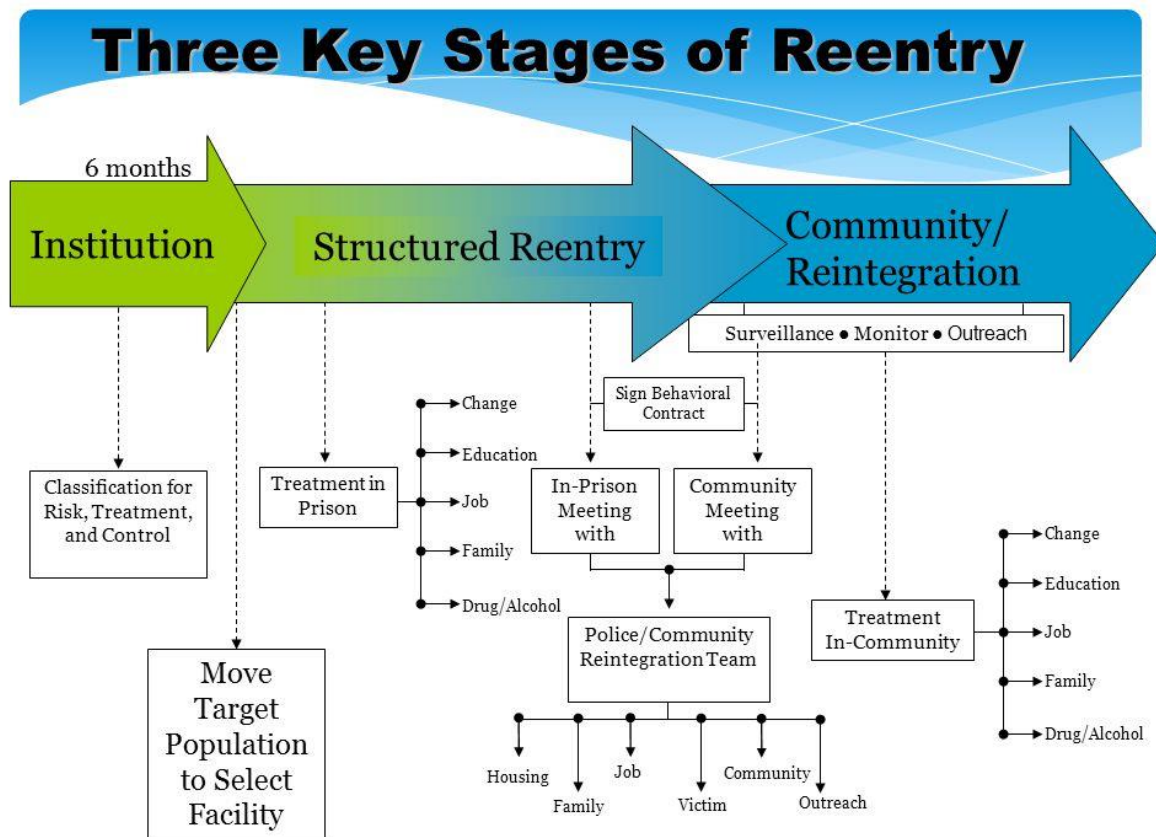 Three Key Stages of Reentry
6 months
Institution
Structured Reentry
Community/
Reintegration
Surveillance ● Monitor ● Outreach
Classification for
Risk, Treatment,
and Control
Move
Target
Population
to Select
Facility
Treatment in
Prison
Change
Education
Job
Family
Drug/Alcohol
Sign Behavioral
Contract
In-Prison
Meeting
with
Community
Meeting
with
Police/Community
Reintegration Team
Housing
Family
Job
Victim
Community
Outreach
Treatment
In-Community
Change
Education
Job
Family
Drug/Alcohol